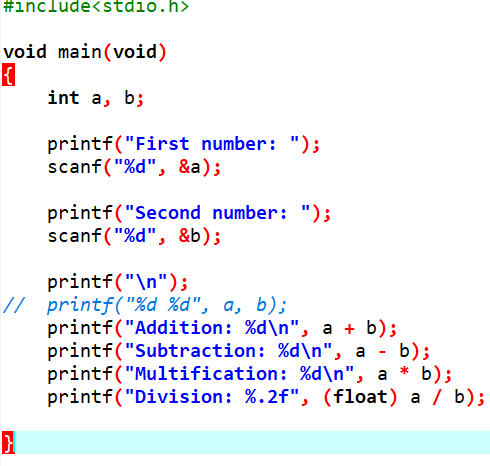 #include<stdio.h>
void main(void)
{
int a, b;
printf("First number: ");
scanf("%d", &a);
printf("Second number: ");
scanf("%d", &b);
printf("\n");
// printf("%d %d", a, b);
printf("Addition: %d\n", a + b);
printf("Subtraction: %d\n", a - b);
printf("Multification: %d\n", a * b);
printf("Division: %.2f", (float) a / b);
}